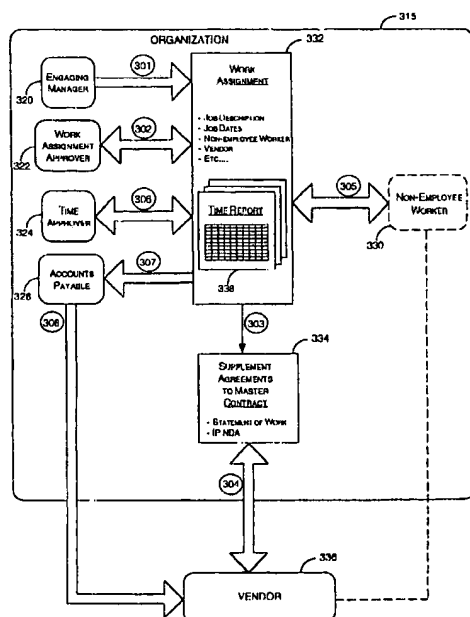 315
ORGANIZATION
332
ENGAGING
MANAGER
320
301
WORK
ASSIGNMENT
• JOB DESCRIPTION
• JOB DATES
• NON-EMPLOYEE WORKER
• VENDOR
• ETC....
WORK
ASSIGNMENT
APPROVER
322
302
TIME
APPROVER
324
306
TIME REPORT
338
305
NON-EMPLOYEE
WORKER
330
ACCOUNTS
PAYABLE
326
307
308
303
334
SUPPLEMENT
AGREEMENTS
TO MASTER
CONTRACT
• STATEMENT OF WORK
• IP NDA
304
336
VENDOR